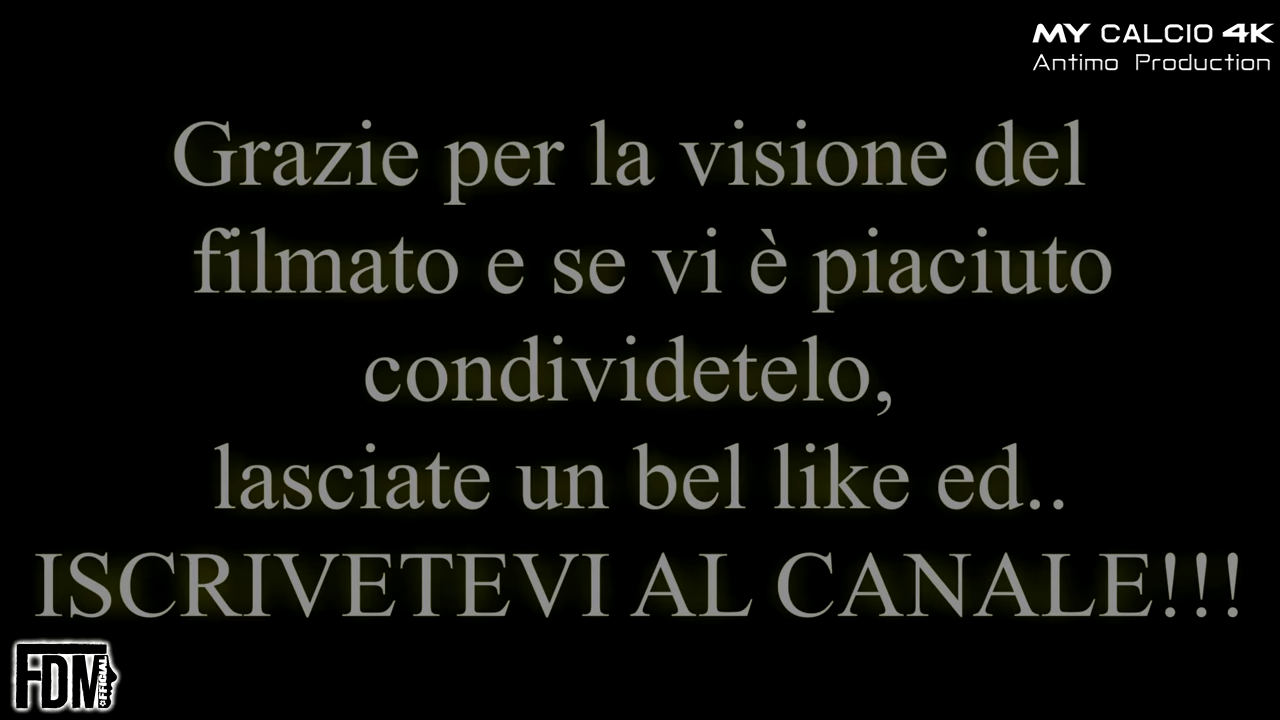 MY CALCIO 4K
Antimo Production
Grazie per la visione del
filmato e se vi è piaciuto
condividetelo,
lasciate un bel like ed..
ISCRIVETEVI AL CANALE!!!
FDM
OFFICIAL